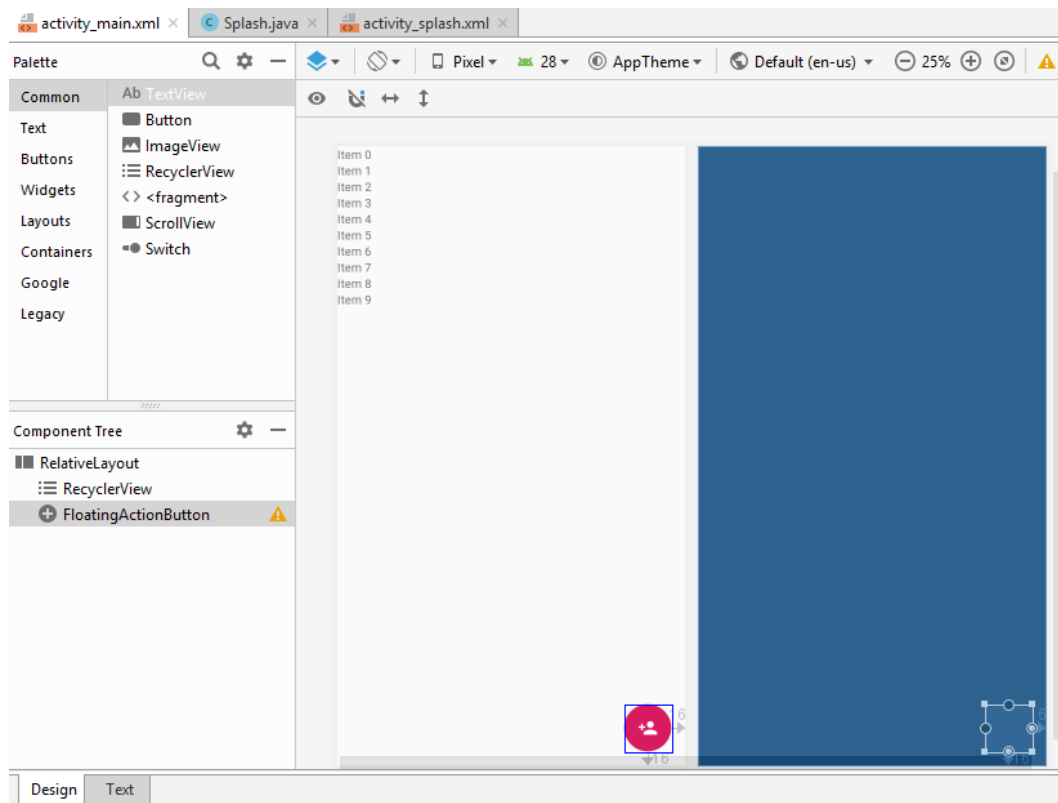 activity_main.xml Splash.java activity_splash.xml
Palette Pixel 28 AppTheme Default (en-us) 25%
Common
Text
Buttons
Widgets
Layouts
Containers
Google
Legacy
Ab TextView
Button
ImageView
RecyclerView
<fragment>
ScrollView
Switch
Item 0
Item 1
Item 2
Item 3
Item 4
Item 5
Item 6
Item 7
Item 8
Item 9
Component Tree
RelativeLayout
RecyclerView
FloatingActionButton
16
16
Design Text